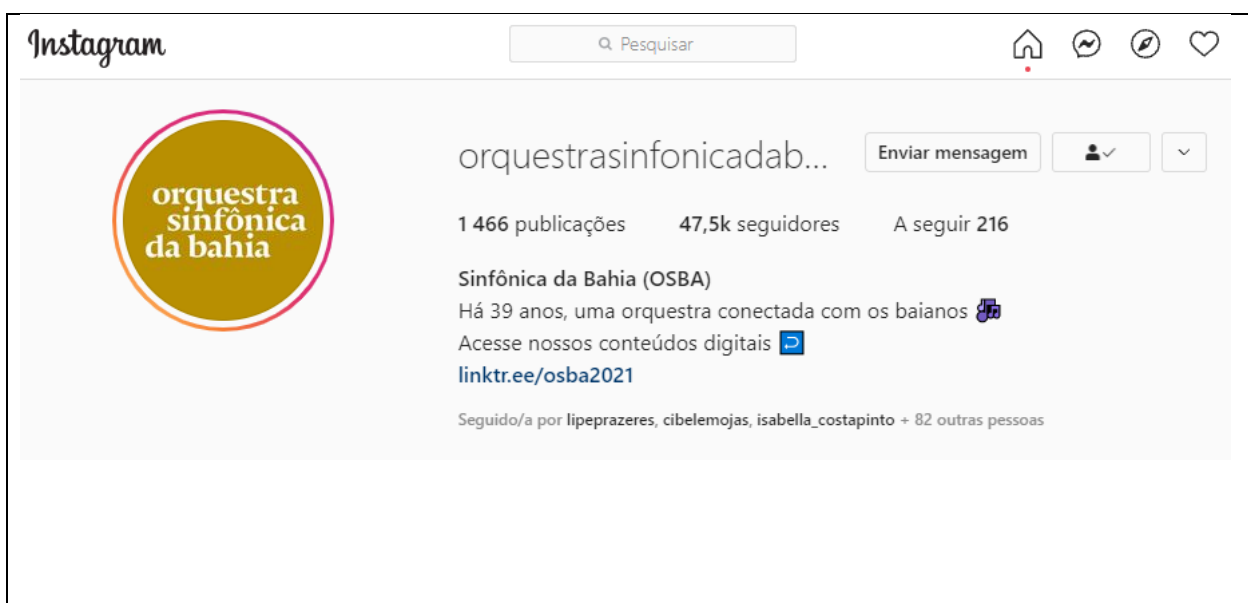 Instagram
Pesquisar
orquestra
sinfônica
da bahia
orquestrasinfonicadab...
Enviar mensagem
1 466 publicações 47,5k seguidores A seguir 216
Sinfônica da Bahia (OSBA)
Há 39 anos, uma orquestra conectada com os baianos
Acesse nossos conteúdos digitais
linktr.ee/osba2021
Seguido/a por lipeprazeres, cibelemojas, isabella_costapinto + 82 outras pessoas